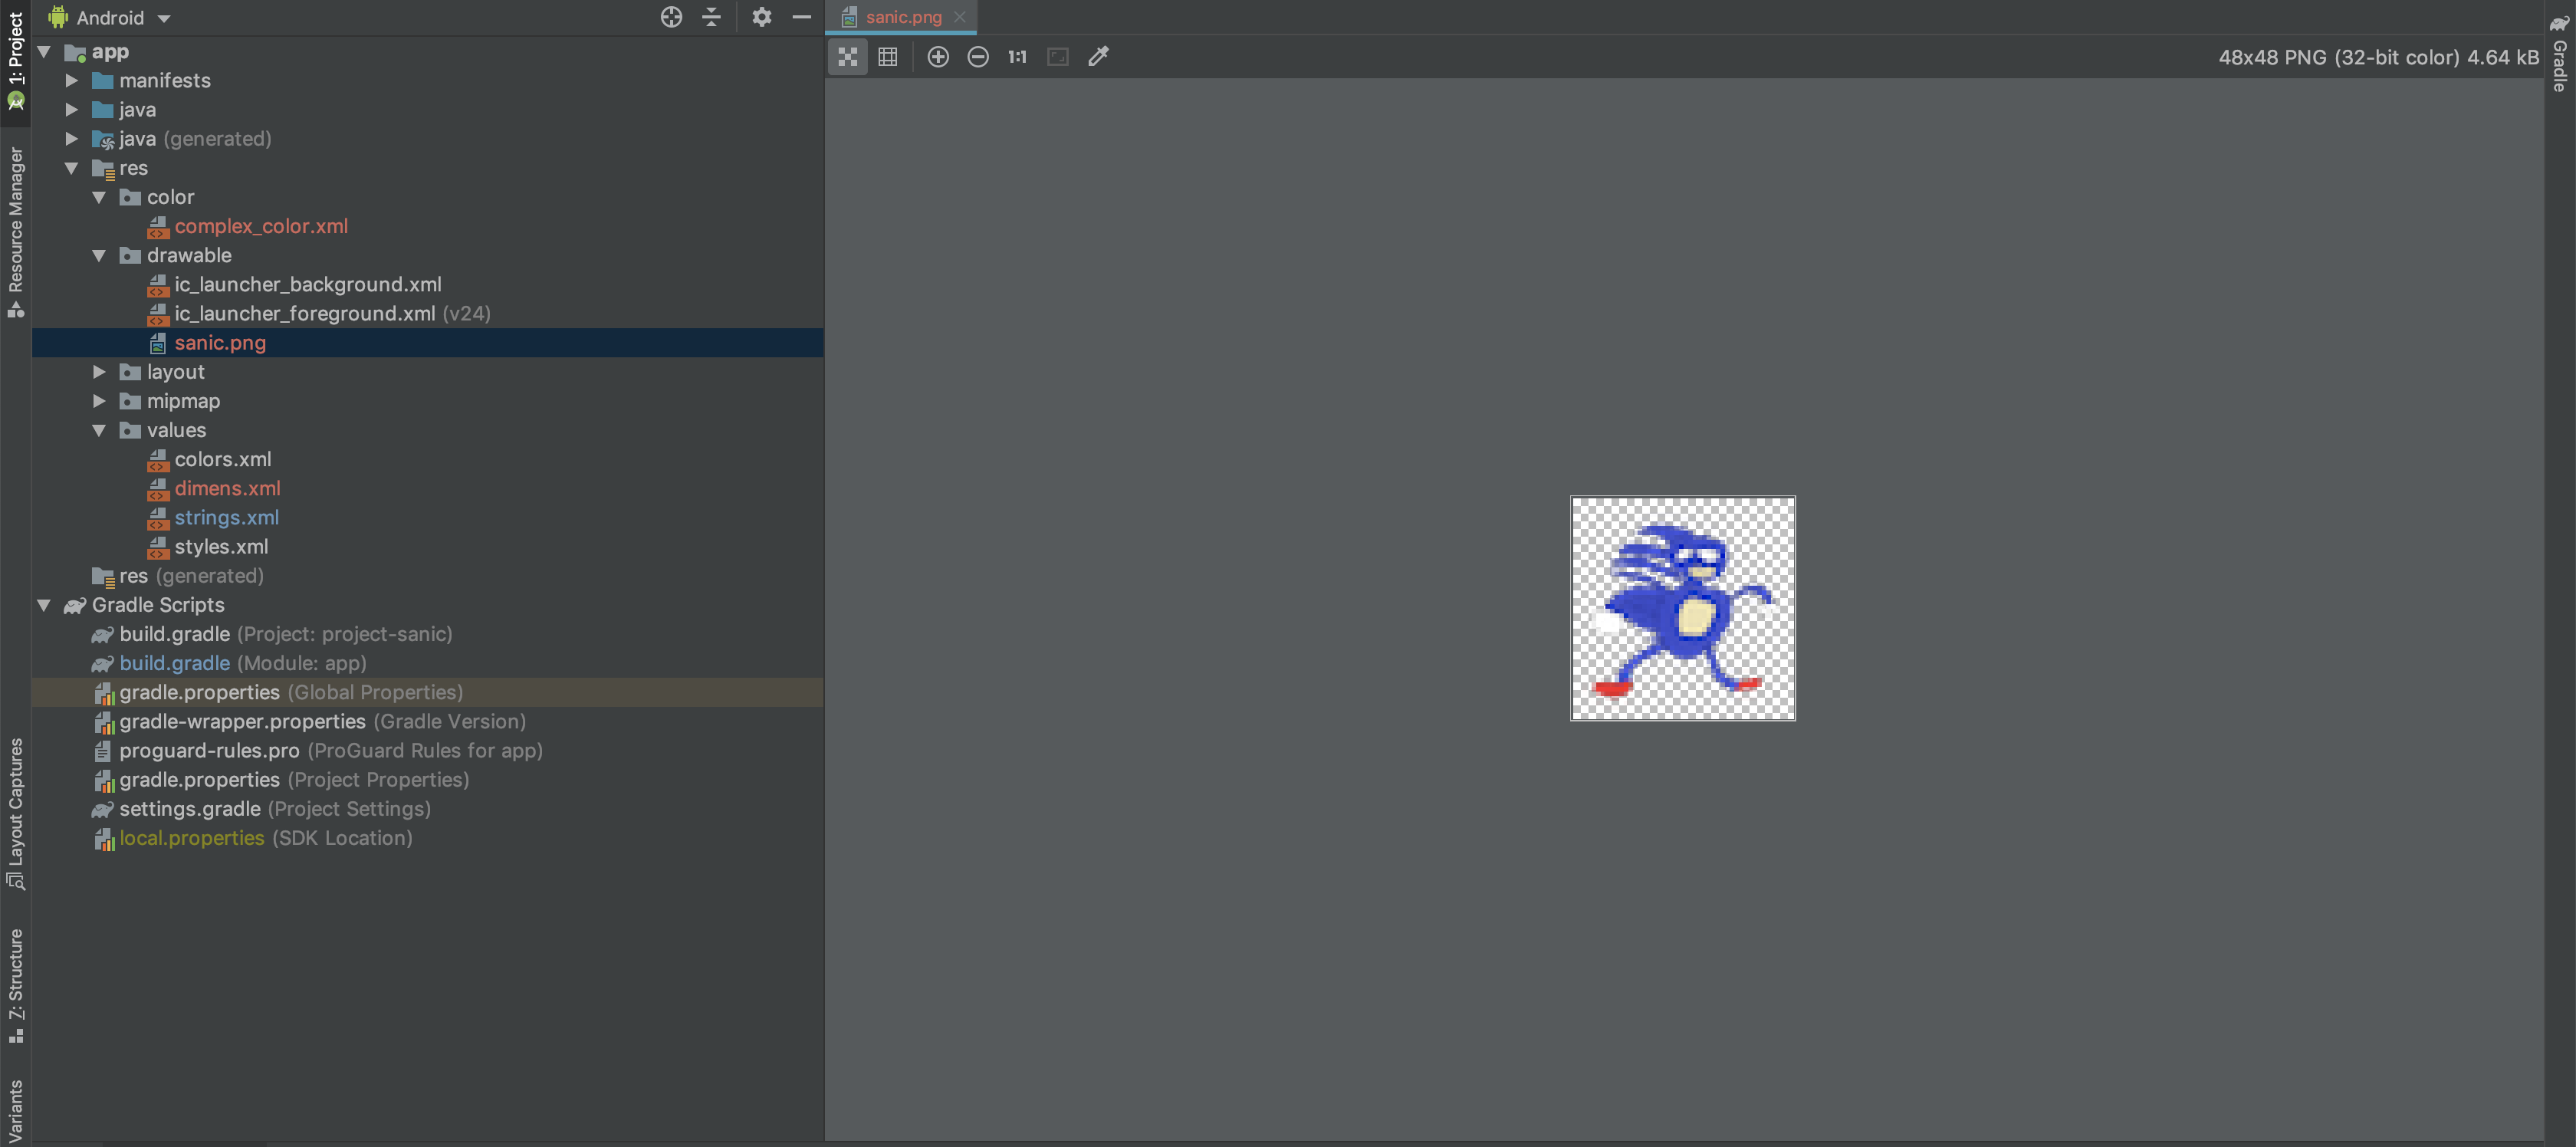 1: Project
Resource Manager
Layout Captures
7: Structure
Variants
Android
app
manifests
java
java (generated)
res
color
complex_color.xml
drawable
ic_launcher_background.xml
ic_launcher_foreground.xml (v24)
sanic.png
layout
mipmap
values
colors.xml
dimens.xml
strings.xml
styles.xml
res (generated)
Gradle Scripts
build.gradle (Project: project-sanic)
build.gradle (Module: app)
gradle.properties (Global Properties)
gradle-wrapper.properties (Gradle Version)
proguard-rules.pro (ProGuard Rules for app)
gradle.properties (Project Properties)
settings.gradle (Project Settings)
local.properties (SDK Location)
sanic.png
1:1
48x48 PNG (32-bit color) 4.64 kB
Gradle